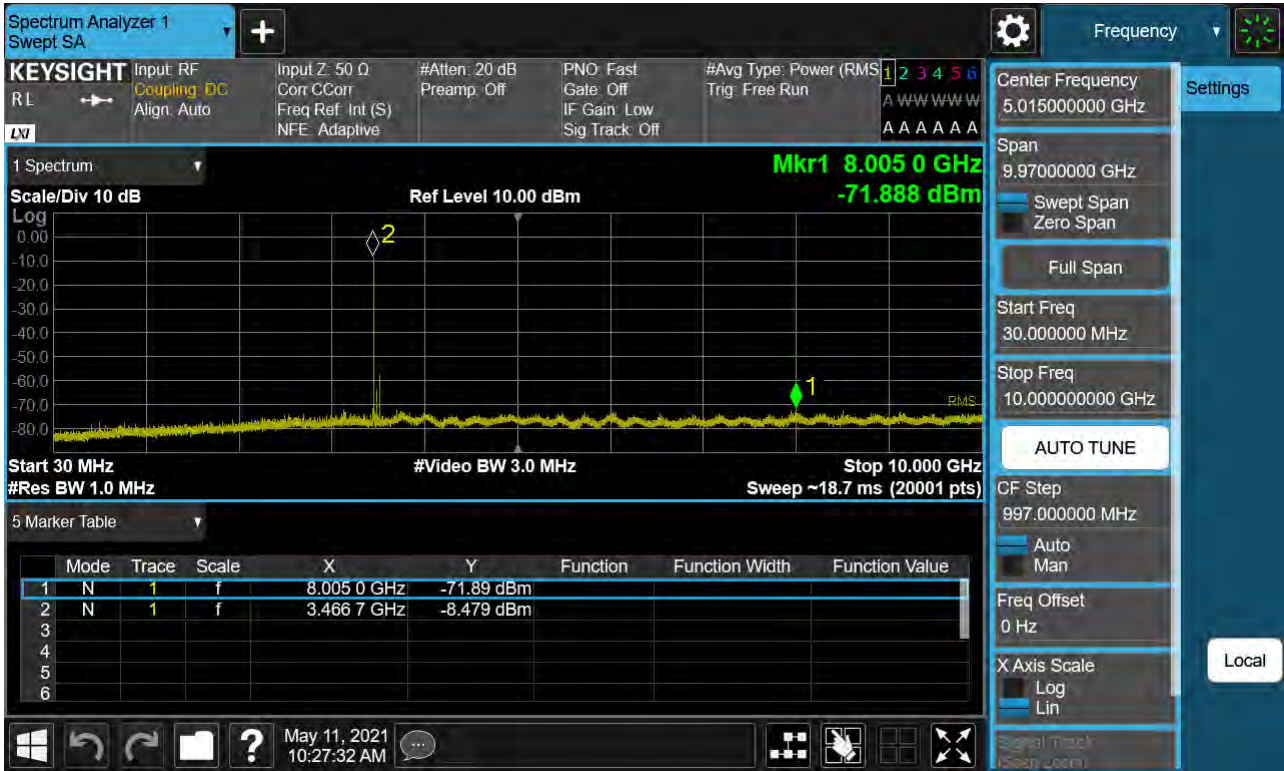 Spectrum Analyzer 1
Swept SA
+
Frequency
KEYSIGHT
RL
LXI
Input: RF
Coupling: DC
Align: Auto
Input Z: 50 Ω
Corr CCorr
Freq Ref: Int (S)
NFE: Adaptive
#Atten: 20 dB
Preamp: Off
PNO: Fast
Gate: Off
IF Gain: Low
Sig Track: Off
#Avg Type: Power (RMS
Trig: Free Run
1 2 3 4 5 6
A W W W W W
A A A A A A
1 Spectrum
Mkr1 8.005 0 GHz
-71.888 dBm
Scale/Div 10 dB
Ref Level 10.00 dBm
Log
0.00
-10.0
-20.0
-30.0
-40.0
-50.0
-60.0
-70.0
-80.0
2
1
RMS
Start 30 MHz
#Video BW 3.0 MHz
Stop 10.000 GHz
#Res BW 1.0 MHz
Sweep ~18.7 ms (20001 pts)
5 Marker Table
Mode Trace Scale X Y Function Function Width Function Value
1 N 1 f 8.005 0 GHz -71.89 dBm
2 N 1 f 3.466 7 GHz -8.479 dBm
3
4
5
6
?
May 11, 2021
10:27:32 AM
Center Frequency
5.015000000 GHz
Settings
Span
9.97000000 GHz
Swept Span
Zero Span
Full Span
Start Freq
30.000000 MHz
Stop Freq
10.000000000 GHz
AUTO TUNE
CF Step
997.000000 MHz
Auto
Man
Freq Offset
0 Hz
X Axis Scale
Log
Lin
Local
Signal Track
(Span Zoom)